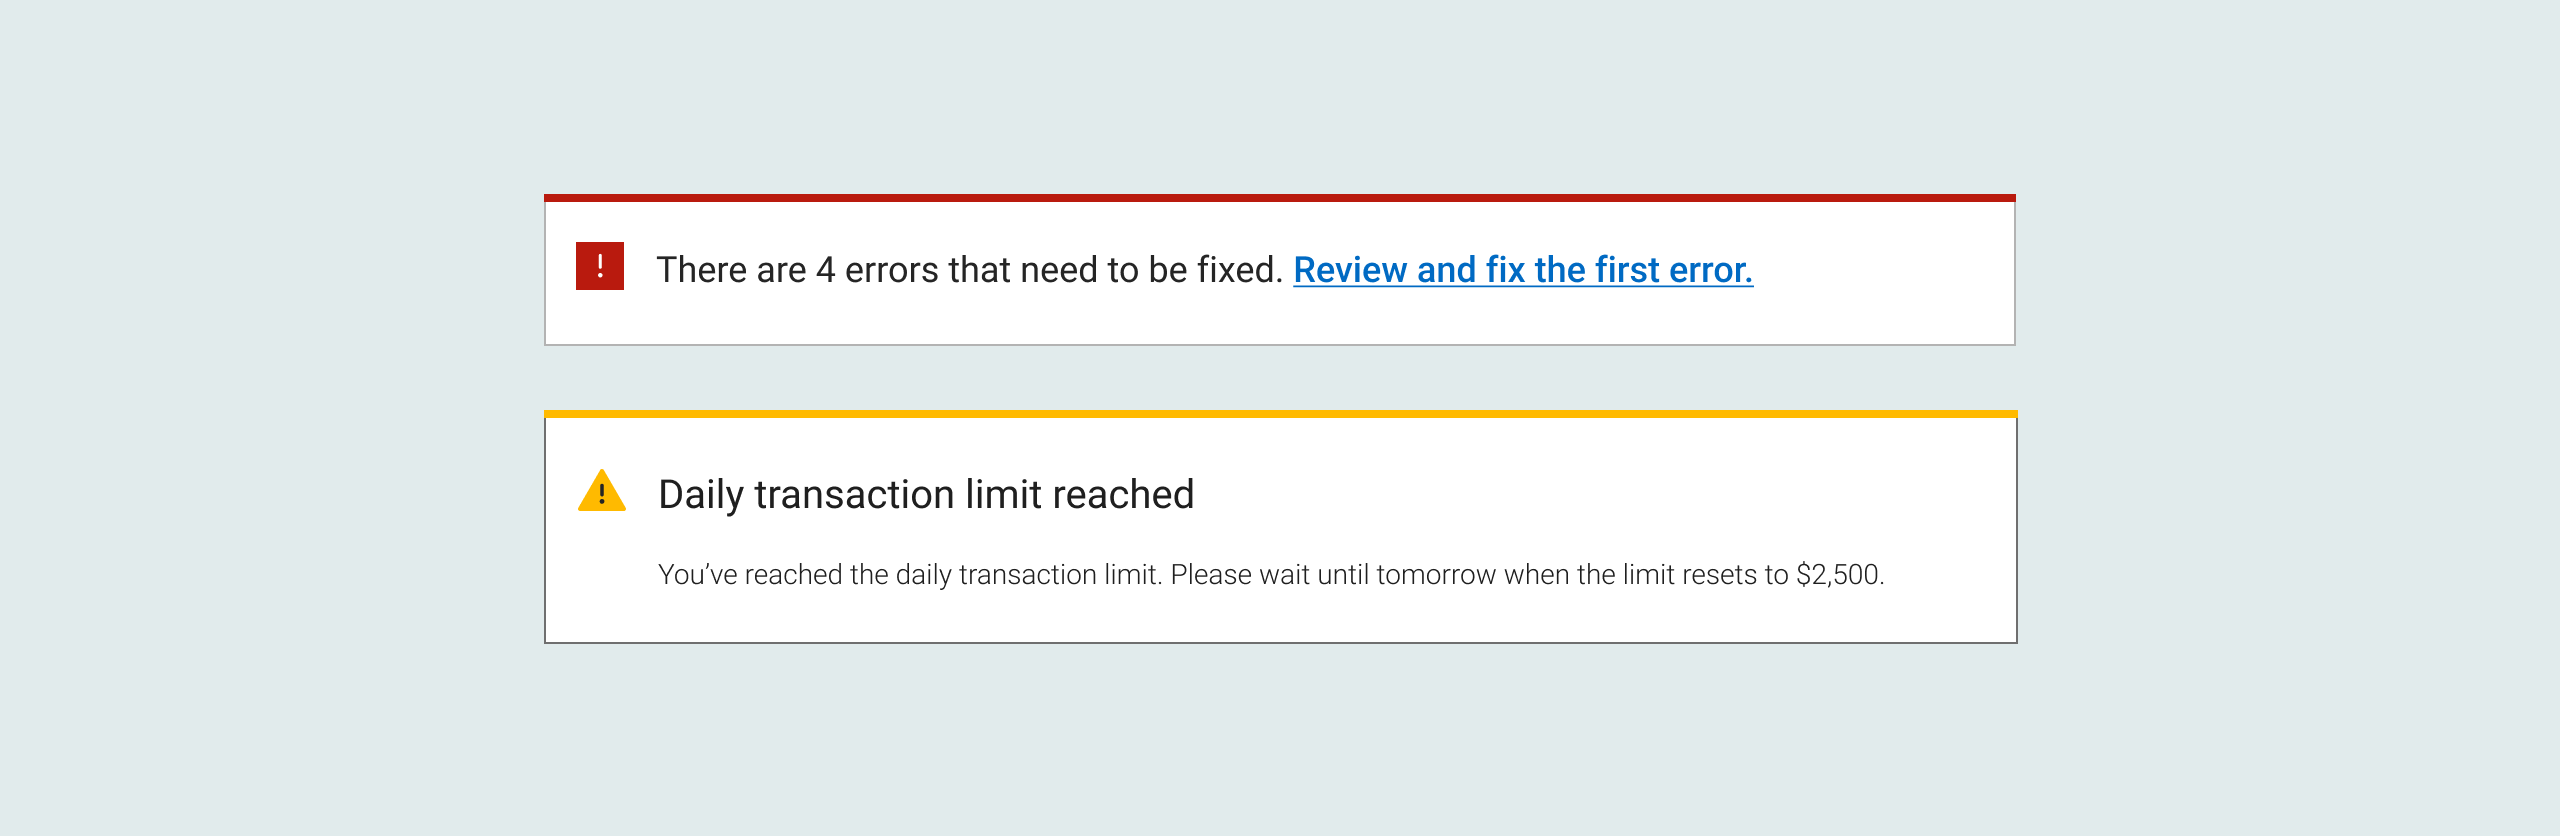 There are 4 errors that need to be fixed. Review and fix the first error.
Daily transaction limit reached
You’ve reached the daily transaction limit. Please wait until tomorrow when the limit resets to $2,500.